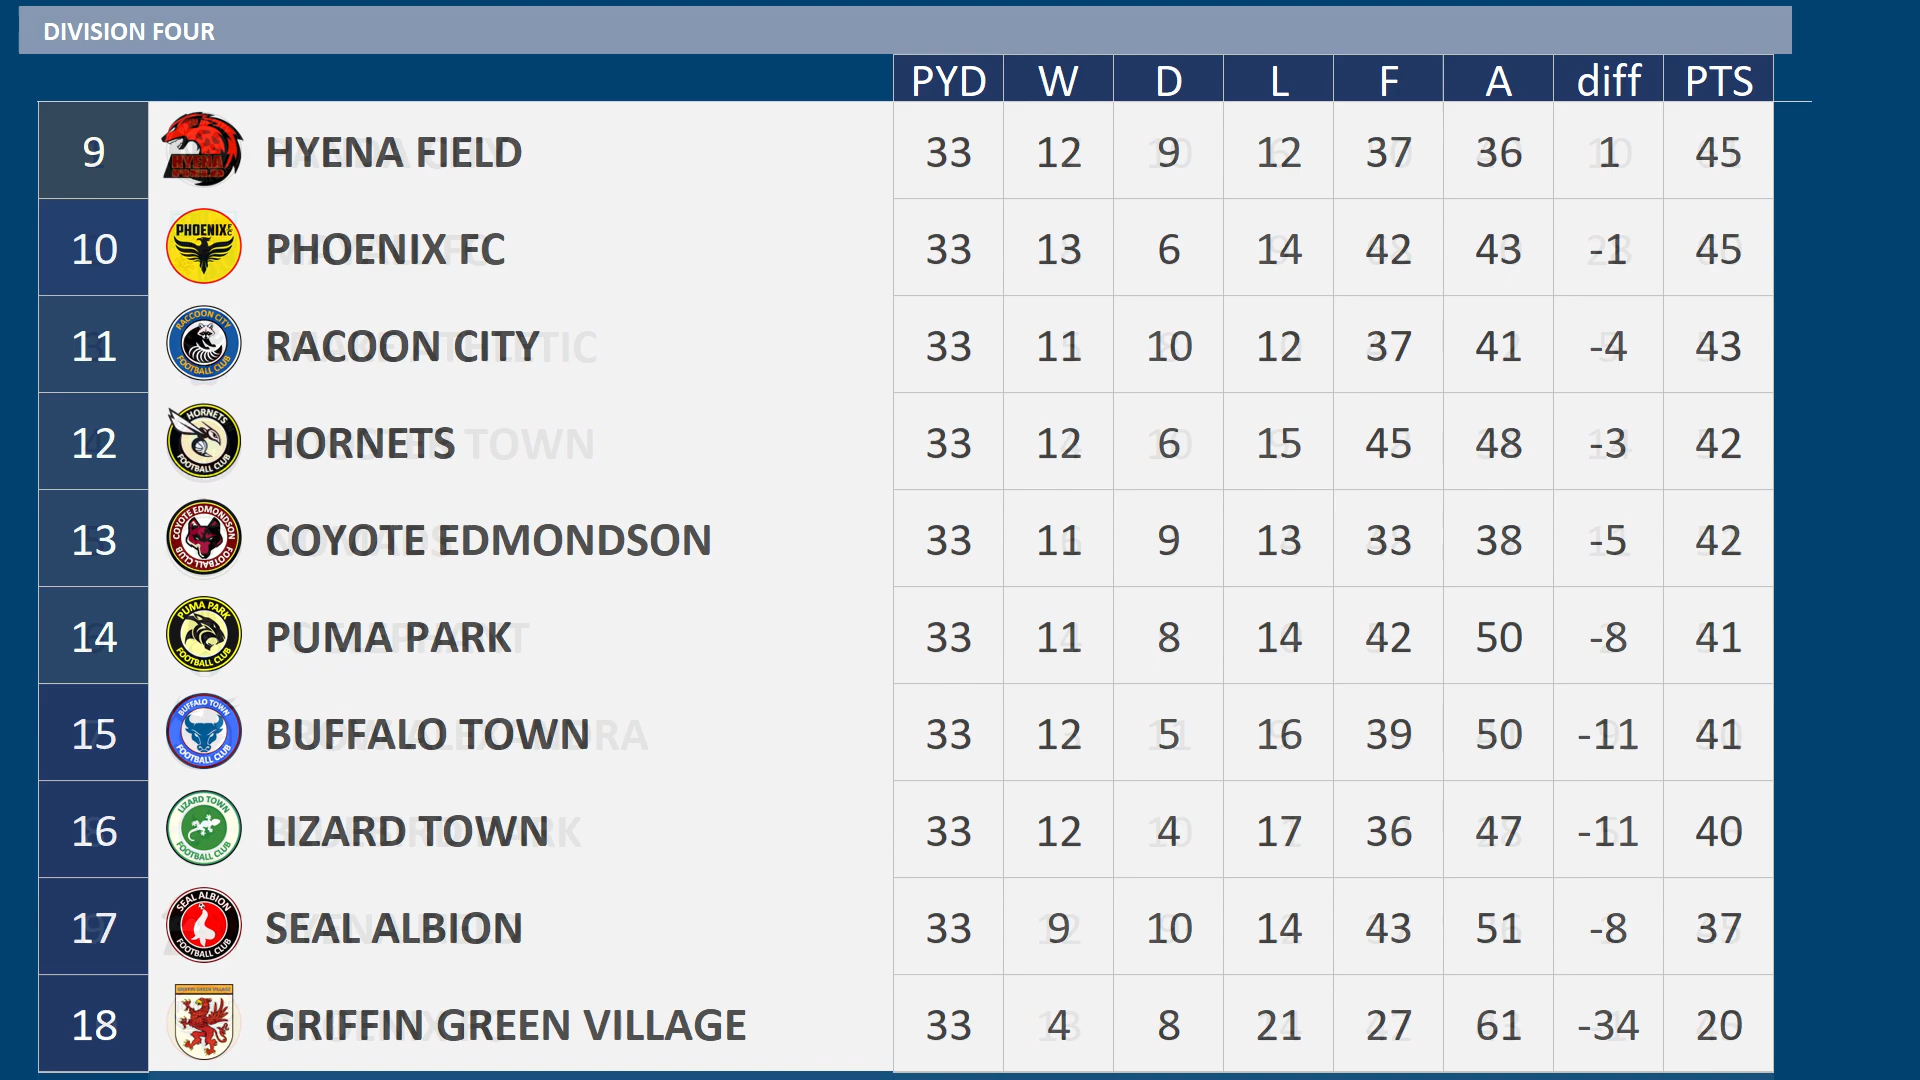 DIVISION FOUR
PYD W D L F A diff PTS
9 HYENA FIELD 33 12 9 12 37 36 1 45
10 PHOENIX FC 33 13 6 14 42 43 -1 45
11 RACOON CITY 33 11 10 12 37 41 -4 43
12 HORNETS 33 12 6 15 45 48 -3 42
13 COYOTE EDMONDSON 33 11 9 13 33 38 -5 42
14 PUMA PARK 33 11 8 14 42 50 -8 41
15 BUFFALO TOWN 33 12 5 16 39 50 -11 41
16 LIZARD TOWN 33 12 4 17 36 47 -11 40
17 SEAL ALBION 33 9 10 14 43 51 -8 37
18 GRIFFIN GREEN VILLAGE 33 4 8 21 27 61 -34 20